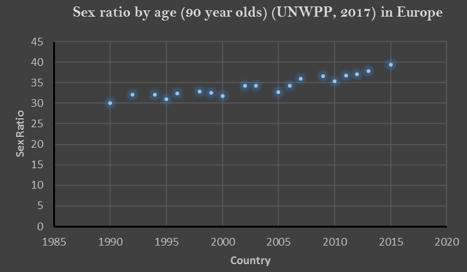 Sex ratio by age (90 year olds) (UNWPP, 2017) in Europe
45
40
35
30
25
20
15
10
5
0
Sex Ratio
1985 1990 1995 2000 2005 2010 2015 2020
Country